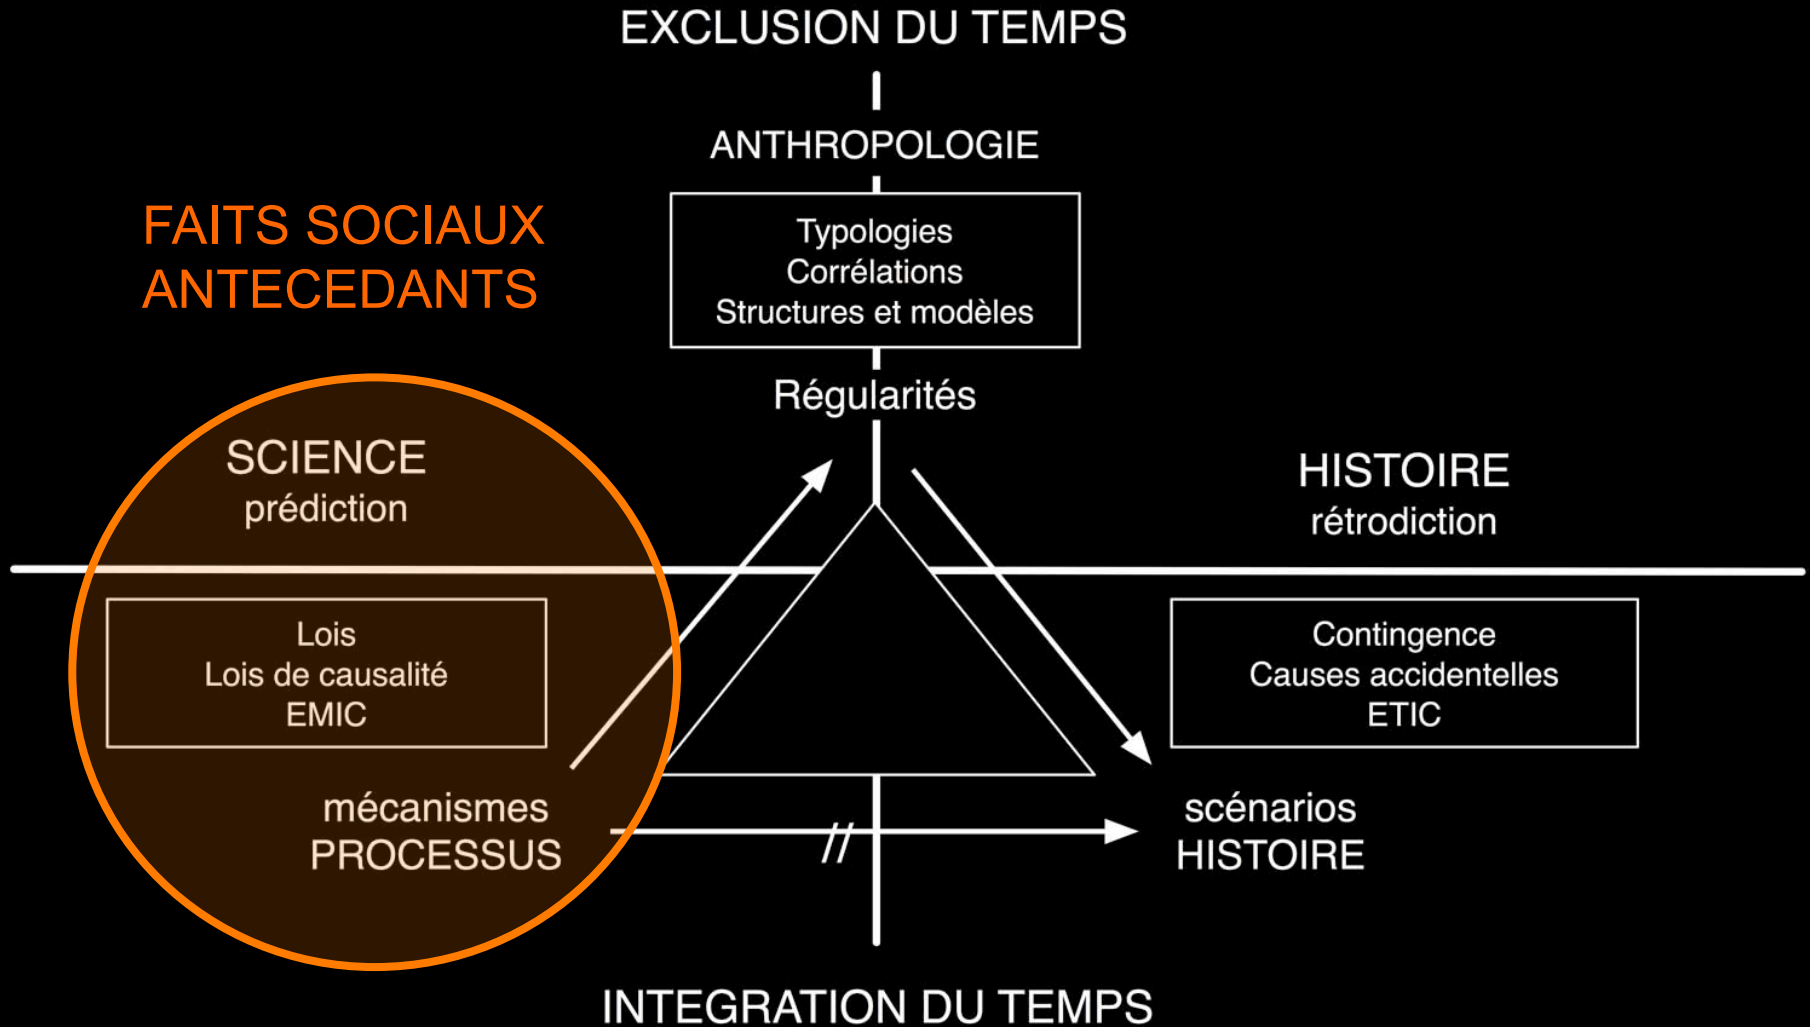 EXCLUSION DU TEMPS
ANTHROPOLOGIE
Typologies
Corrélations
Structures et modèles
Régularités
FAITS SOCIAUX
ANTECEDANTS
SCIENCE
prédiction
Lois
Lois de causalité
EMIC
mécanismes
PROCESSUS
//
HISTOIRE
rétrodiction
Contingence
Causes accidentelles
ETIC
scénarios
HISTOIRE
INTEGRATION DU TEMPS